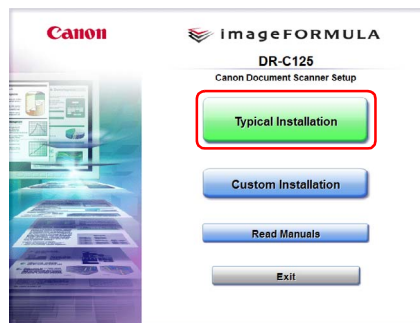 Canon
imageFORMULA
DR-C125
Canon Document Scanner Setup
Typical Installation
Custom Installation
Read Manuals
Exit